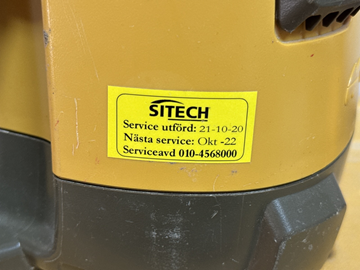 SITECH
Service utförd: 21-10-20
Nästa service: Okt -22
Serviceavd 010-4568000